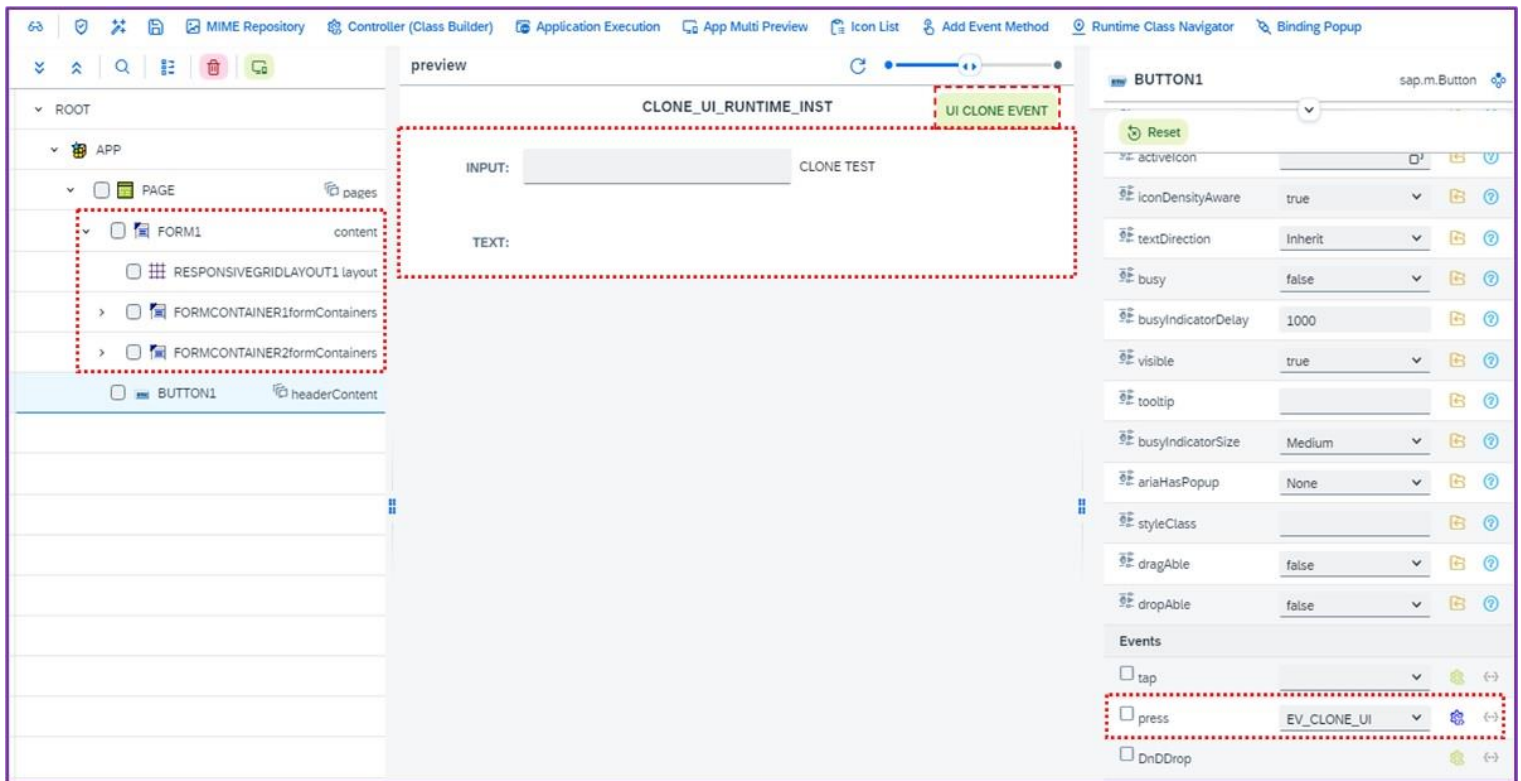 MIME Repository Controller (Class Builder) Application Execution App Multi Preview Icon List Add Event Method Runtime Class Navigator Binding Popup
preview
ROOT
APP
PAGE pages
FORM1 content
RESPONSIVEGRIDLAYOUT1 layout
FORMCONTAINER1formContainers
FORMCONTAINER2formContainers
BUTTON1 headerContent
CLONE_UI_RUNTIME_INST UI CLONE EVENT
INPUT: CLONE TEST
TEXT:
BUTTON1 sap.m.Button
Reset
activeIcon
iconDensityAware true
textDirection Inherit
busy false
busyIndicatorDelay 1000
visible true
tooltip
busyIndicatorSize Medium
ariaHasPopup None
styleClass
dragAble false
dropAble false
Events
tap
press EV_CLONE_UI
DnDDrop